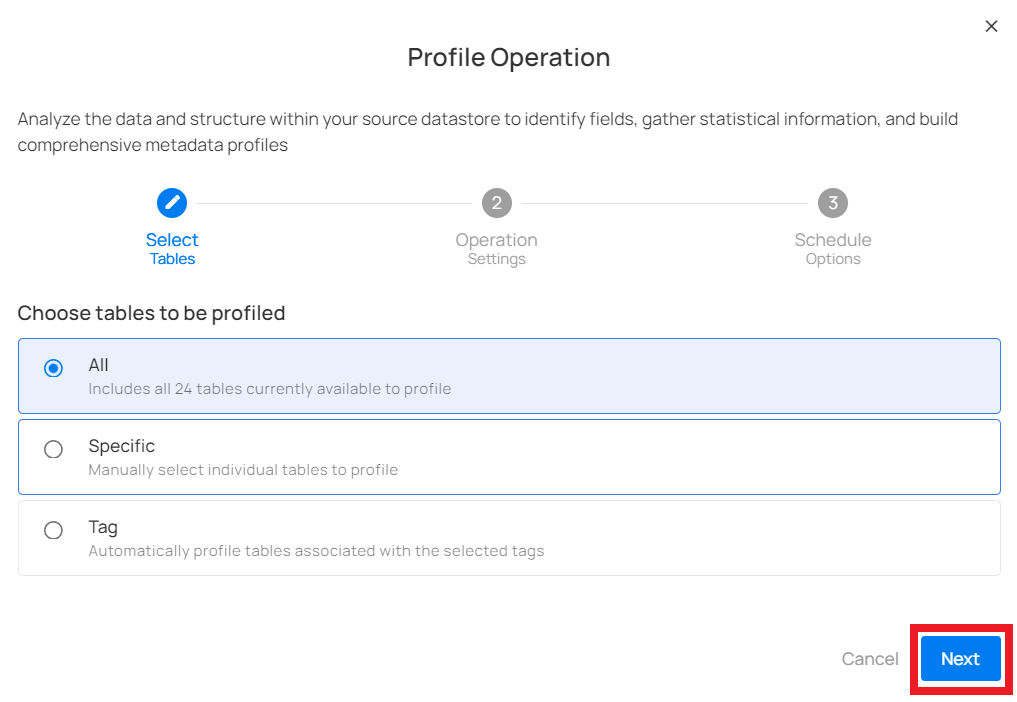 Profile Operation
Analyze the data and structure within your source datastore to identify fields, gather statistical information, and build
comprehensive metadata profiles
2
3
Select
Tables
Operation
Settings
Schedule
Options
Choose tables to be profiled
All
Includes all 24 tables currently available to profile
Specific
Manually select individual tables to profile
Tag
Automatically profile tables associated with the selected tags
Cancel
Next